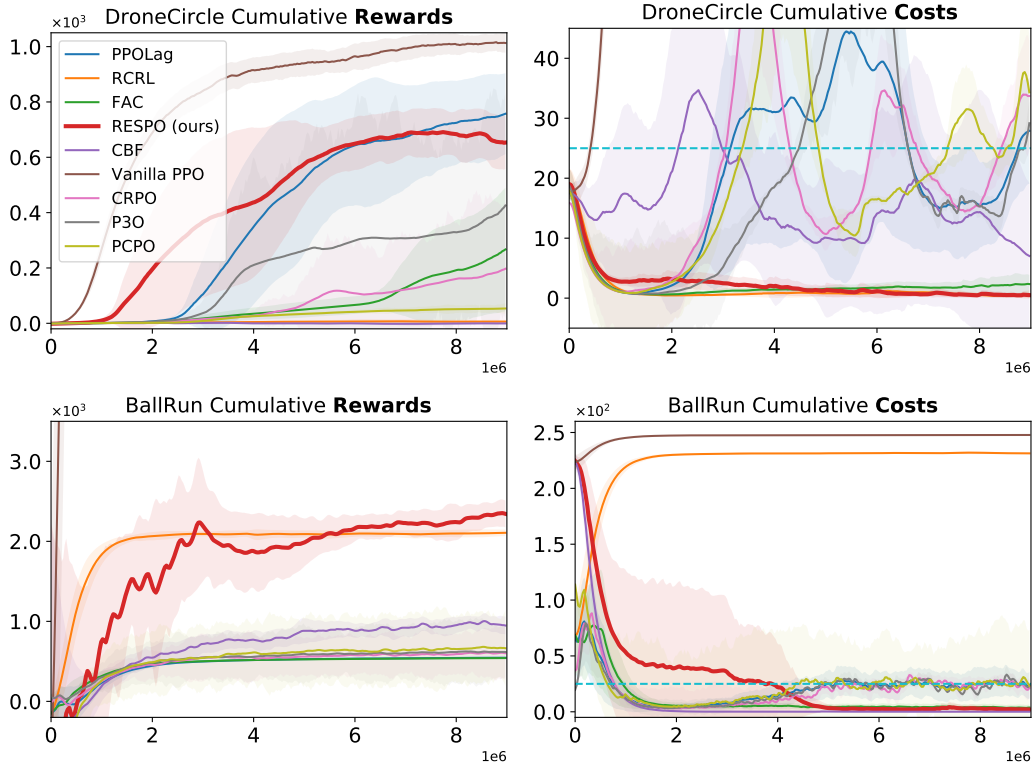 DroneCircle Cumulative Rewards
×10³
1.0
0.8
0.6
0.4
0.2
0.0
0
2
4
6
8
1e6
PPOLag
RCRL
FAC
RESPO (ours)
CBF
Vanilla PPO
CRPO
P3O
PCPO
DroneCircle Cumulative Costs
40
30
20
10
0
0
2
4
6
8
1e6
BallRun Cumulative Rewards
×10³
3.0
2.0
1.0
0.0
0
2
4
6
8
1e6
BallRun Cumulative Costs
×10²
2.5
2.0
1.5
1.0
0.5
0.0
0
2
4
6
8
1e6